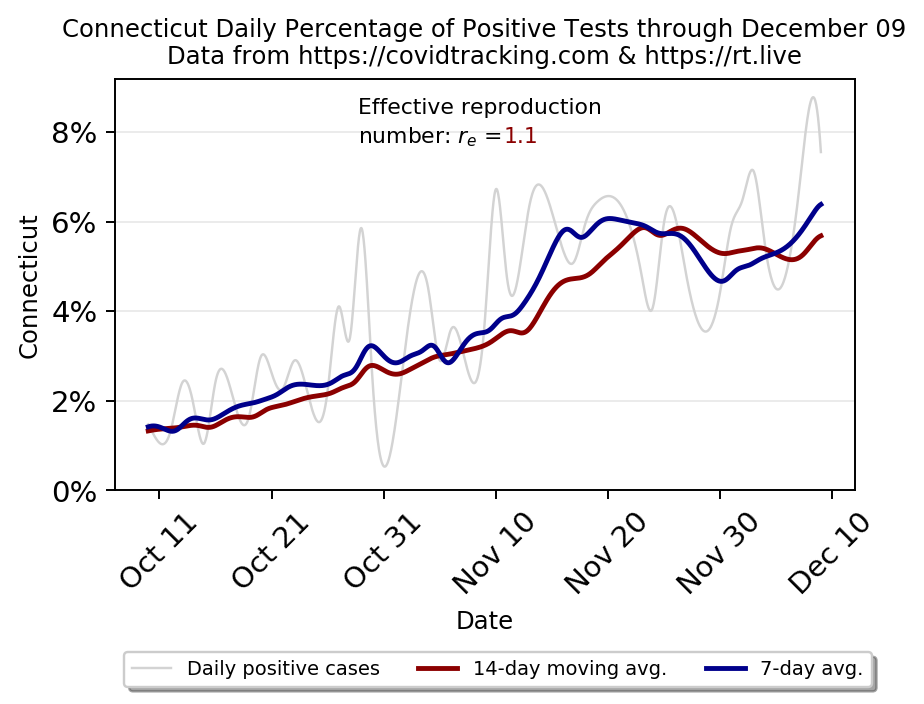 Connecticut Daily Percentage of Positive Tests through December 09
Data from https://covidtracking.com & https://rt.live
Effective reproduction
number: rₑ =1.1
8%
6%
4%
2%
0%
Connecticut
Oct 11
Oct 21
Oct 31
Nov 10
Nov 20
Nov 30
Dec 10
Date
Daily positive cases
14-day moving avg.
7-day avg.